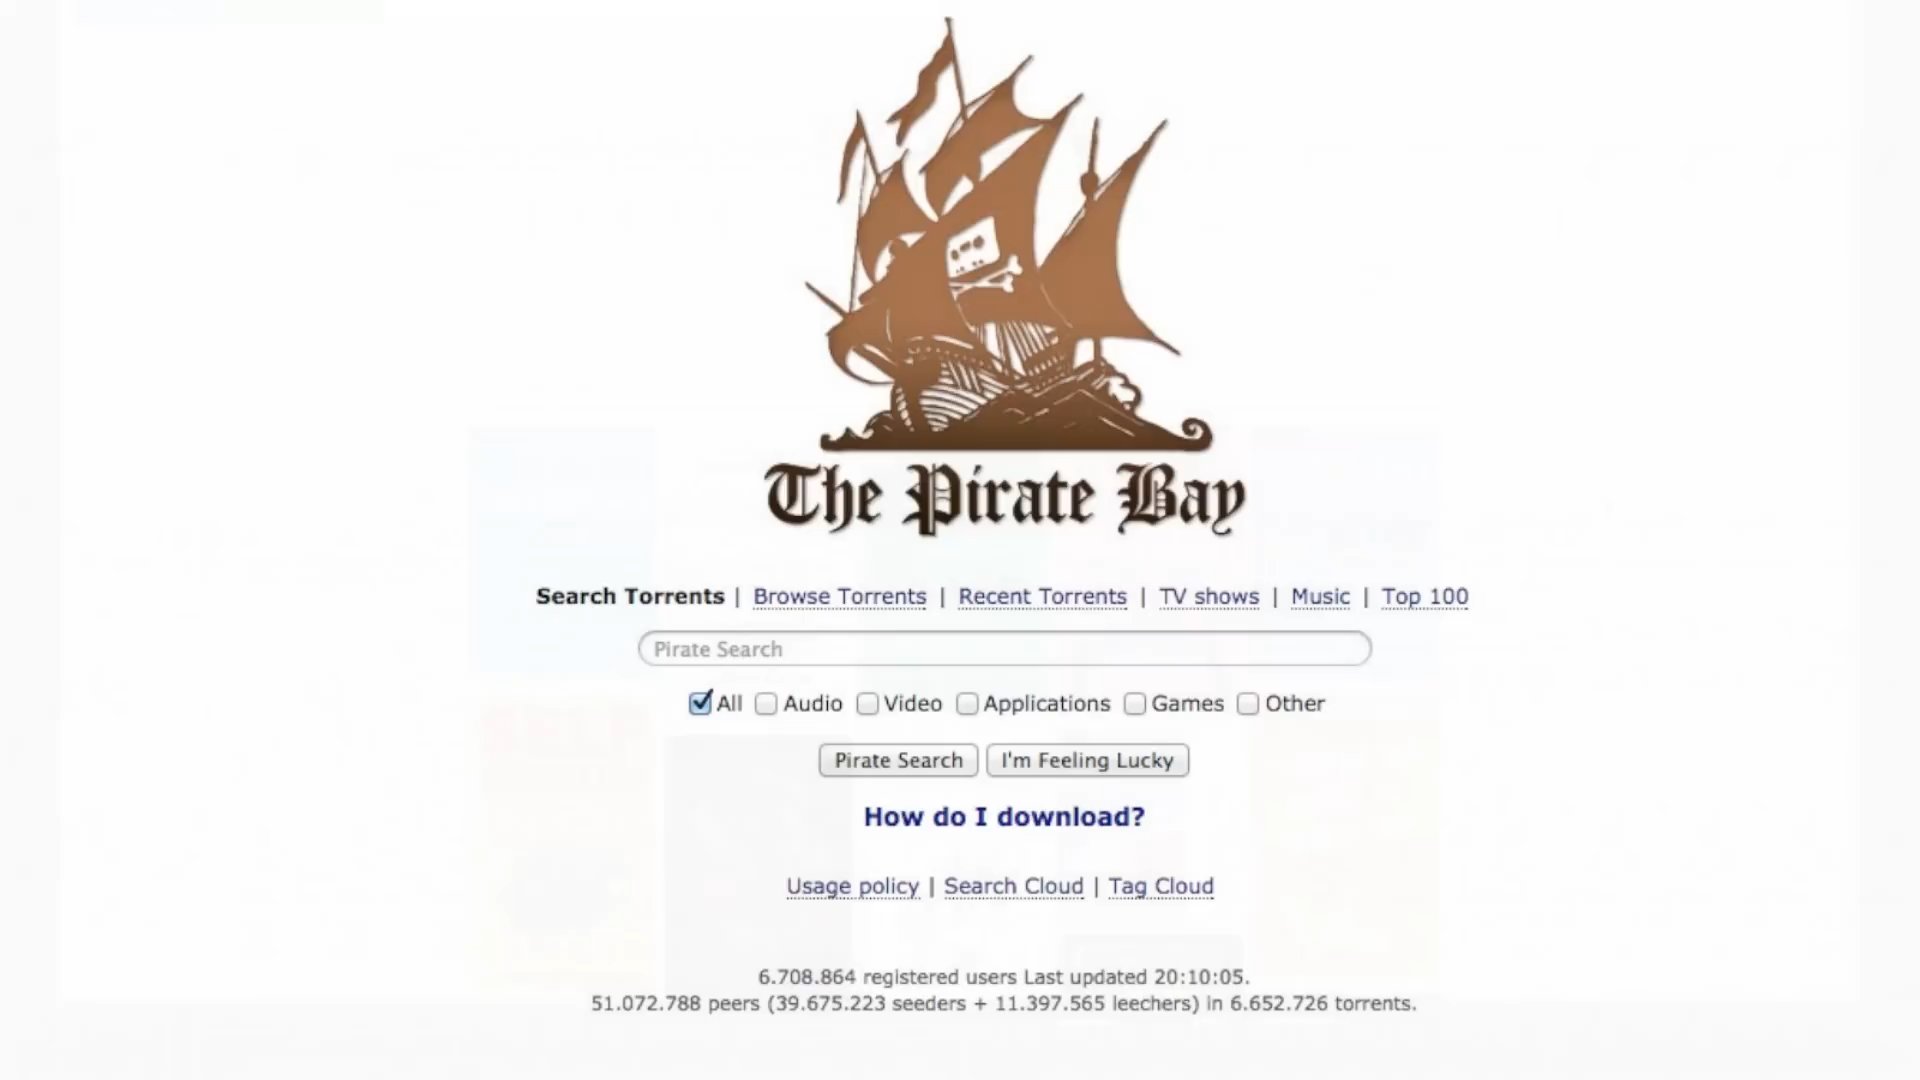 The Pirate Bay
Search Torrents | Browse Torrents | Recent Torrents | TV shows | Music | Top 100
Pirate Search
All Audio Video Applications Games Other
Pirate Search I'm Feeling Lucky
How do I download?
Usage policy | Search Cloud | Tag Cloud
6.708.864 registered users Last updated 20:10:05.
51.072.788 peers (39.675.223 seeders + 11.397.565 leechers) in 6.652.726 torrents.